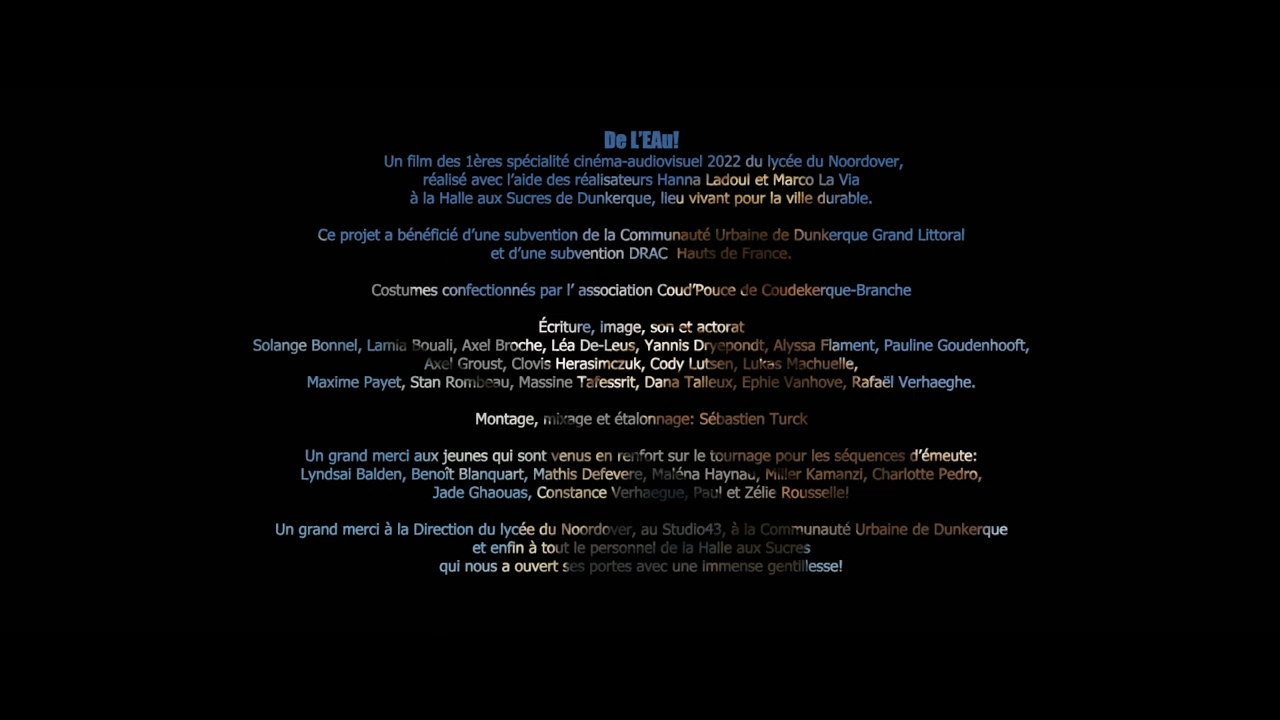 De L'EAu!
Un film des 1ères spécialité cinéma-audiovisuel 2022 du lycée du Noordover,
réalisé avec l'aide des réalisateurs Hanna Ladoul et Marco La Via
à la Halle aux Sucres de Dunkerque, lieu vivant pour la ville durable.
Ce projet a bénéficié d'une subvention de la Communauté Urbaine de Dunkerque Grand Littoral
et d'une subvention DRAC Hauts de France.
Costumes confectionnés par l' association Coud'Pouce de Coudekerque-Branche
Écriture, image, son et actorat
Solange Bonnel, Lamia Bouali, Axel Broche, Léa De-Leus, Yannis Dryepondt, Alyssa Flament, Pauline Goudenhooft,
Axel Groust, Clovis Herasimczuk, Cody Lutsen, Lukas Machuelle,
Maxime Payet, Stan Rombeau, Massine Tafessrit, Dana Talleux, Ephie Vanhove, Rafaël Verhaeghe.
Montage, mixage et étalonnage: Sébastien Turck
Un grand merci aux jeunes qui sont venus en renfort sur le tournage pour les séquences d'émeute:
Lyndsai Balden, Benoît Blanquart, Mathis Defevere, Maléna Haynau, Miller Kamanzi, Charlotte Pedro,
Jade Ghaouas, Constance Verhaegue, Paul et Zélie Rousselle!
Un grand merci à la Direction du lycée du Noordover, au Studio43, à la Communauté Urbaine de Dunkerque
et enfin à tout le personnel de la Halle aux Sucres
qui nous a ouvert ses portes avec une immense gentillesse!